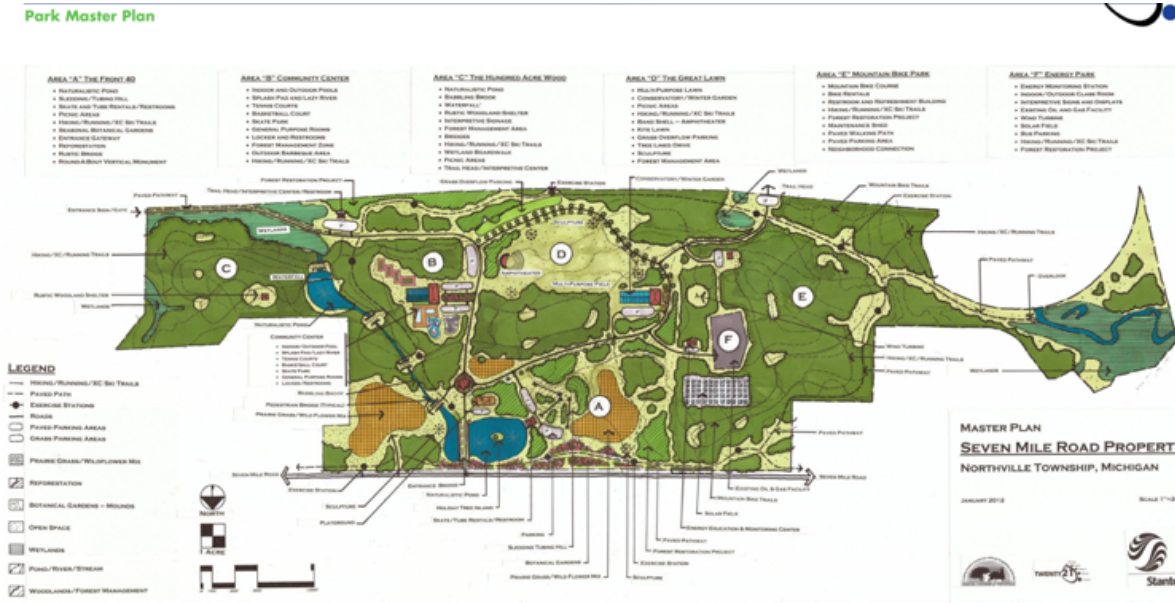 Park Master Plan
AREA "A" THE FRONT 40
NATURALISTIC POND
SLEDDING/TUBING HILL
SKATE AND TUBE RENTALS/RESTROOMS
PICNIC AREAS
HIKING/RUNNING/XC SKI TRAILS
SEASONAL BOTANICAL GARDENS
ENTRANCE GATEWAY
REFORESTATION
RUSTIC BRIDGE
ROUND-A-BOUT VERTICAL MONUMENT
AREA "B" COMMUNITY CENTER
INDOOR AND OUTDOOR POOLS
SPLASH PAD AND LAZY RIVER
TENNIS COURTS
BASKETBALL COURT
SKATE PARK
GENERAL PURPOSE ROOMS
LOCKER AND RESTROOMS
FOREST MANAGEMENT ZONE
OUTDOOR BARBEQUE AREA
HIKING/RUNNING/XC SKI TRAILS
AREA "C" THE HUNDRED ACRE WOOD
NATURALISTIC POND
BABBLING BROOK
WATERFALL
RUSTIC WOODLAND SHELTER
INTERPRETIVE SIGNAGE
FOREST MANAGEMENT AREA
BRIDGES
HIKING/RUNNING/XC SKI TRAILS
WETLAND BOARDWALK
PICNIC AREAS
TRAIL HEAD/INTERPRETIVE CENTER
AREA "D" THE GREAT LAWN
MULTI-PURPOSE LAWN
CONSERVATORY/WINTER GARDEN
PICNIC AREAS
HIKING/RUNNING/XC SKI TRAILS
BAND SHELL – AMPHITHEATER
KITE LAWN
GRASS OVERFLOW PARKING
TREE LINED DRIVE
SCULPTURE
FOREST MANAGEMENT AREA
AREA "E" MOUNTAIN BIKE PARK
MOUNTAIN BIKE COURSE
BIKE RENTALS
RESTROOM AND REFRESHMENT BUILDING
HIKING/RUNNING/XC SKI TRAILS
FOREST RESTORATION PROJECT
MAINTENANCE SHED
PAVED WALKING PATH
PAVED PARKING AREA
NEIGHBORHOOD CONNECTION
AREA "F" ENERGY PARK
ENERGY MONITORING STATION
INDOOR/OUTDOOR CLASS ROOM
INTERPRETIVE SIGNS AND DISPLAYS
EXISTING OIL AND GAS FACILITY
WIND TURBINE
SOLAR FIELD
BUS PARKING
HIKING/RUNNING/XC SKI TRAILS
FOREST RESTORATION PROJECT
FOREST RESTORATION PROJECT
GRASS OVERFLOW PARKING
EXERCISE STATION
CONSERVATORY/WINTER GARDEN
WETLANDS
TRAIL HEAD
MOUNTAIN BIKE TRAILS
EXERCISE STATION
PAVED PATHWAY
TRAIL HEAD/INTERPRETIVE CENTER/RESTROOM
ENTRANCE SIGN/GATE
WETLANDS
SCULPTURE
HIKING/XC/RUNNING TRAILS
HIKING/XC/RUNNING TRAILS
C
B
D
AMPHITHEATER
PAVED PATHWAY
OVERLOOK
WATERFALL
MULTI-PURPOSE FIELD
RUSTIC WOODLAND SHELTER
WETLANDS
E
NATURALISTIC POND
COMMUNITY CENTER
INDOOR/OUTDOOR POOL
SPLASH PAD/LAZY RIVER
TENNIS COURTS
BASKETBALL COURT
SKATE PARK
GENERAL PURPOSE ROOMS
LOCKER/RESTROOMS
F
WIND TURBINE
HIKING/XC/RUNNING TRAILS
PAVED PATHWAY
WETLANDS
BABBLING BROOK
PEDESTRIAN BRIDGE (TYPICAL)
PRAIRIE GRASS/WILD FLOWER MIX
A
PAVED PATHWAY
SEVEN MILE ROAD
SEVEN MILE ROAD
EXERCISE STATION
ENTRANCE BRIDGE
NATURALISTIC POND
EXISTING OIL & GAS FACILITY
MOUNTAIN BIKE TRAILS
SCULPTURE
HOLIDAY TREE ISLAND
SOLAR FIELD
PLAYGROUND
SKATE/TUBE RENTALS/RESTROOM
ENERGY EDUCATION & MONITORING CENTER
PARKING
PAVED PATHWAY
SLEDDING TUBING HILL
FOREST RESTORATION PROJECT
BOTANICAL GARDENS
EXERCISE STATION
PRAIRIE GRASS/WILD FLOWER MIX
SCULPTURE
LEGEND
HIKING/RUNNING/XC SKI TRAILS
PAVED PATH
EXERCISE STATIONS
ROADS
PAVED PARKING AREAS
GRASS PARKING AREAS
PRAIRIE GRASS/WILDFLOWER MIX
REFORESTATION
BOTANICAL GARDENS – MOUNDS
OPEN SPACE
WETLANDS
POND/RIVER/STREAM
WOODLANDS/FOREST MANAGEMENT
NORTH
1 ACRE
MASTER PLAN
SEVEN MILE ROAD PROPERT
NORTHVILLE TOWNSHIP, MICHIGAN
JANUARY 2012
SCALE 1"=2
TWENTY21
Stante